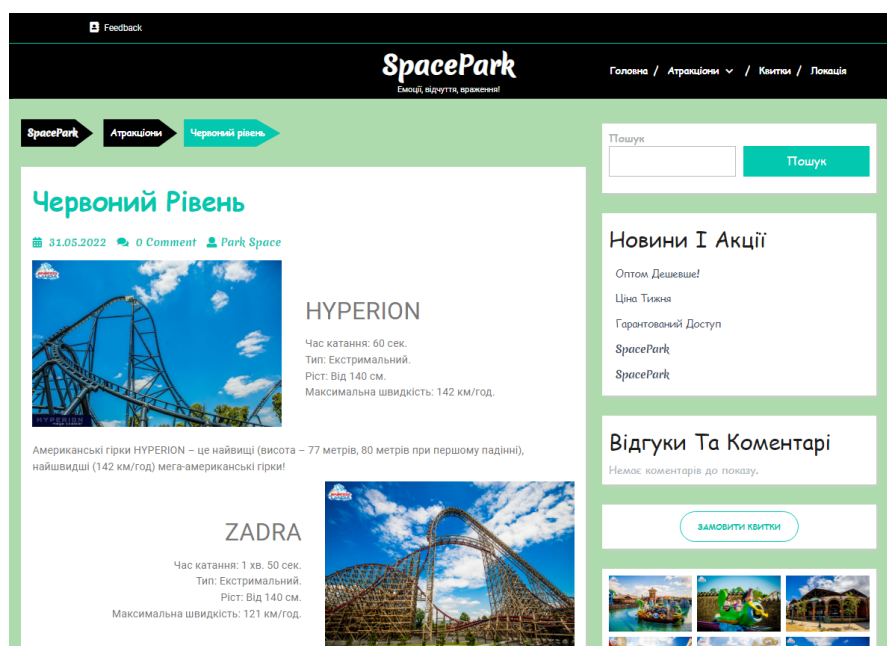 Feedback
SpacePark
Емоції, відчуття, враження!
Головна / Атракціони / Квитки / Локація
SpacePark Атракціони Червоний рівень
Червоний Рівень
31.05.2022 0 Comment Park Space
HYPERION
Час катання: 60 сек.
Тип: Екстримальний.
Ріст: Від 140 см.
Максимальна швидкість: 142 км/год.
HYPERION
Американські гірки HYPERION – це найвищі (висота – 77 метрів, 80 метрів при першому падінні),
найшвидші (142 км/год) мега-американські гірки!
ZADRA
Час катання: 1 хв. 50 сек.
Тип: Екстримальний.
Ріст: Від 140 см.
Максимальна швидкість: 121 км/год.
Пошук
Пошук
Новини І Акції
Оптом Дешевше!
Ціна Тижня
Гарантований Доступ
SpacePark
SpacePark
Відгуки Та Коментарі
Немає коментарів до показу.
ЗАМОВИТИ КВИТКИ